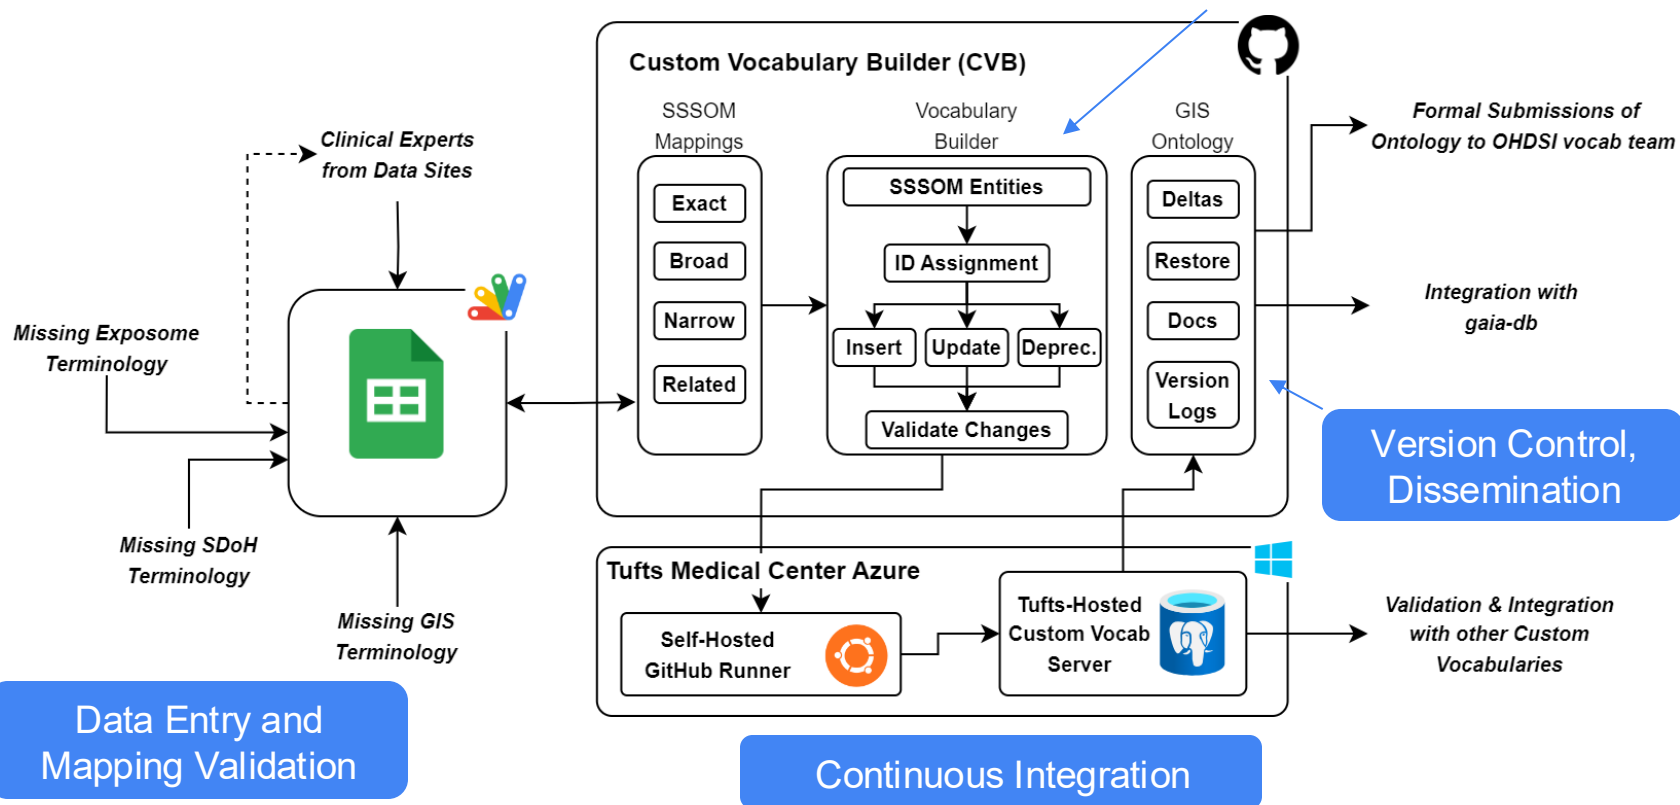 Custom Vocabulary Builder (CVB)
SSSOM
Mappings
Exact
Broad
Narrow
Related
Vocabulary
Builder
SSSOM Entities
ID Assignment
Insert
Update
Deprec.
Validate Changes
GIS
Ontology
Deltas
Restore
Docs
Version
Logs
Clinical Experts
from Data Sites
Missing Exposome
Terminology
Missing SDoH
Terminology
Missing GIS
Terminology
Data Entry and
Mapping Validation
Formal Submissions of
Ontology to OHDSI vocab team
Integration with
gaia-db
Version Control,
Dissemination
Tufts Medical Center Azure
Self-Hosted
GitHub Runner
Tufts-Hosted
Custom Vocab
Server
Validation & Integration
with other Custom
Vocabularies
Continuous Integration